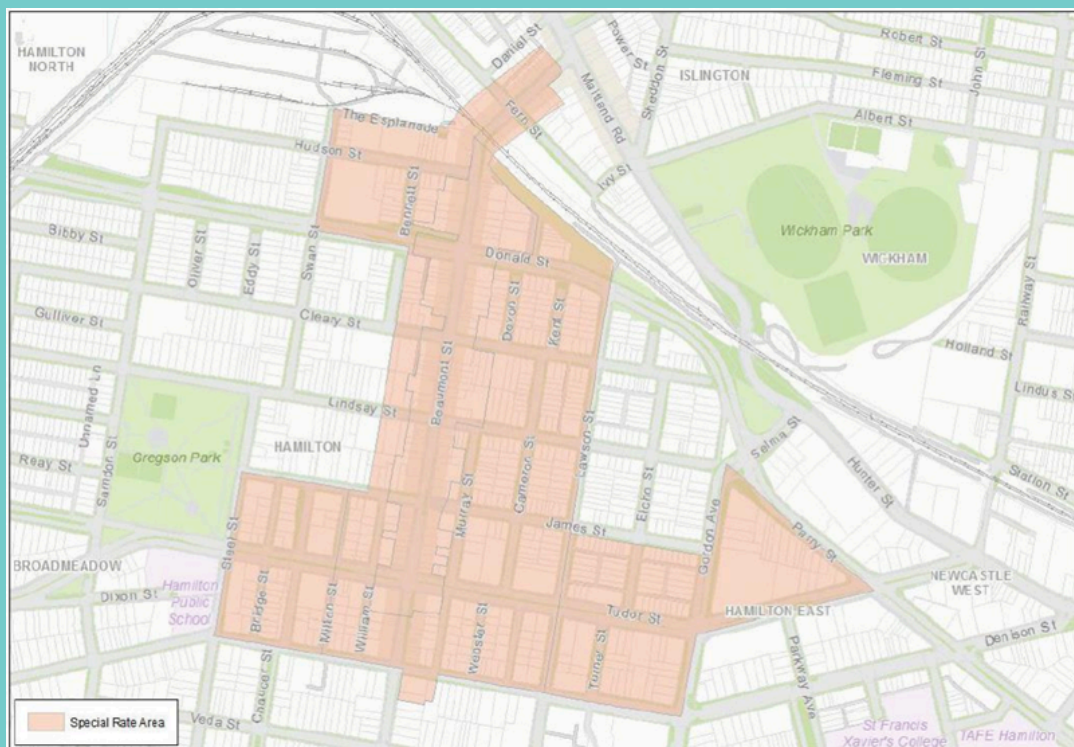 HAMILTON
NORTH
Daniel St
Power St
Sheddon St
Robert St
John St
ISLINGTON
Fleming St
Maitland Rd
Fern St
Albert St
The Esplanade
Hudson St
Ivy St
Bennett St
Wickham Park
WICKHAM
Bibby St
Oliver St
Eddy St
Swan St
Donald St
Railway St
Gulliver St
Cleary St
Devon St
Kent St
Holland St
Beaumont St
Unnamed Ln
Lindsay St
Lindus St
HAMILTON
Gregson Park
Reay St
Samdon St
Murray St
Cameron St
Lawson St
Elcho St
Selma St
Hunter St
Station St
James St
Gordon Ave
Parry St
Steel St
BROADMEADOW
Dixon St
Hamilton
Public
School
Bridge St
Milton St
William St
Webster St
Tudor St
Turner St
HAMILTON EAST
NEWCASTLE
WEST
Denison St
Parkway Ave
Chaucer St
Veda St
St Francis
Xavier's College
TAFE Hamilton
Special Rate Area